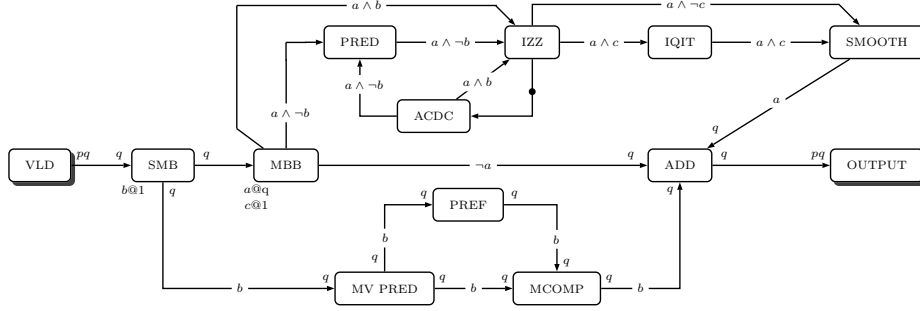 a ∧ b
a ∧ ¬c
PRED
a ∧ ¬b
IZZ
a ∧ c
IQIT
a ∧ c
SMOOTH
a ∧ ¬b
a ∧ b
a ∧ ¬b
ACDC
a
q
VLD
pq
q
SMB
q
MBB
¬a
q
ADD
q
pq
OUTPUT
b@1
q
a@q
c@1
q
q
PREF
q
b
b
q
q
b
q
MV PRED
q
b
q
MCOMP
q
b